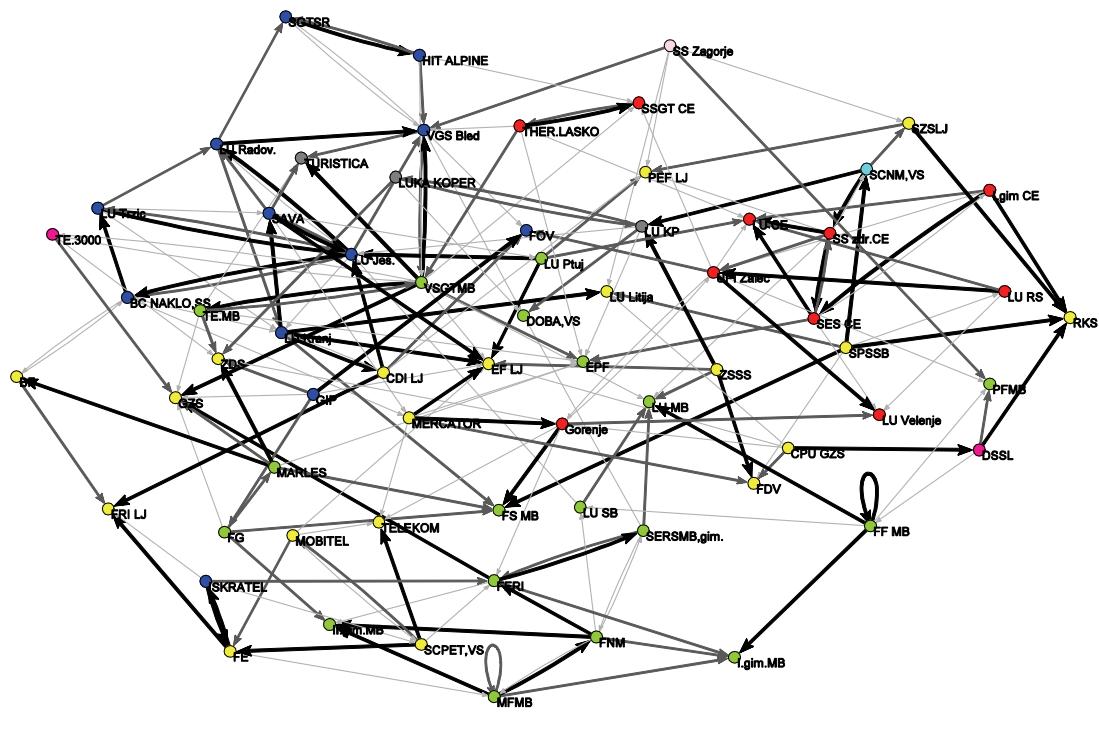 SGTSR
HIT ALPINE
SS Zagorje
SSGT CE
THER.LASKO
VGS Bled
SZSLJ
LU Radov.
TURISTICA
LUKA KOPER
PEF LJ
SCNM,VS
I.gim CE
LU Trzic
SAVA
LU CE
LU KP
FOV
SS zdr.CE
TE.3000
LU Jes.
LU Ptuj
UPI Zalec
VSGTMB
LU Litija
LU RS
BC NAKLO,SS
TE.MB
DOBA,VS
SES CE
RKS
LU Kranj
SPSSB
ZDS
EF LJ
EPF
ZSSS
CDI LJ
PFMB
GZS
GIP
LU MB
MERCATOR
Gorenje
LU Velenje
CPU GZS
DSSL
MARLES
FDV
FRI LJ
FS MB
LU SB
TELEKOM
FF MB
FG
MOBITEL
SERSMB,gim.
SKRATEL
FERI
II.gim.MB
FNM
FE
SCPET,VS
I.gim.MB
MFMB